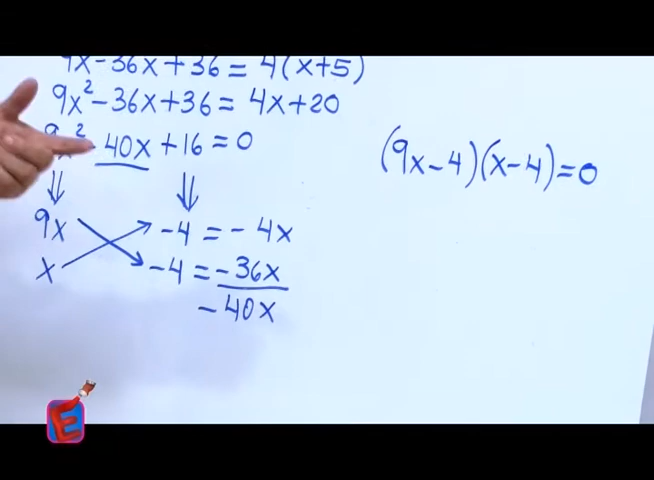 9x-36x+36 = 4(x+5)
9x²-36x+36 = 4x+20
9x² 40x +16 = 0
(9x-4)(x-4)=0
9x -4 = - 4x
x -4 = -36x
-40x
E